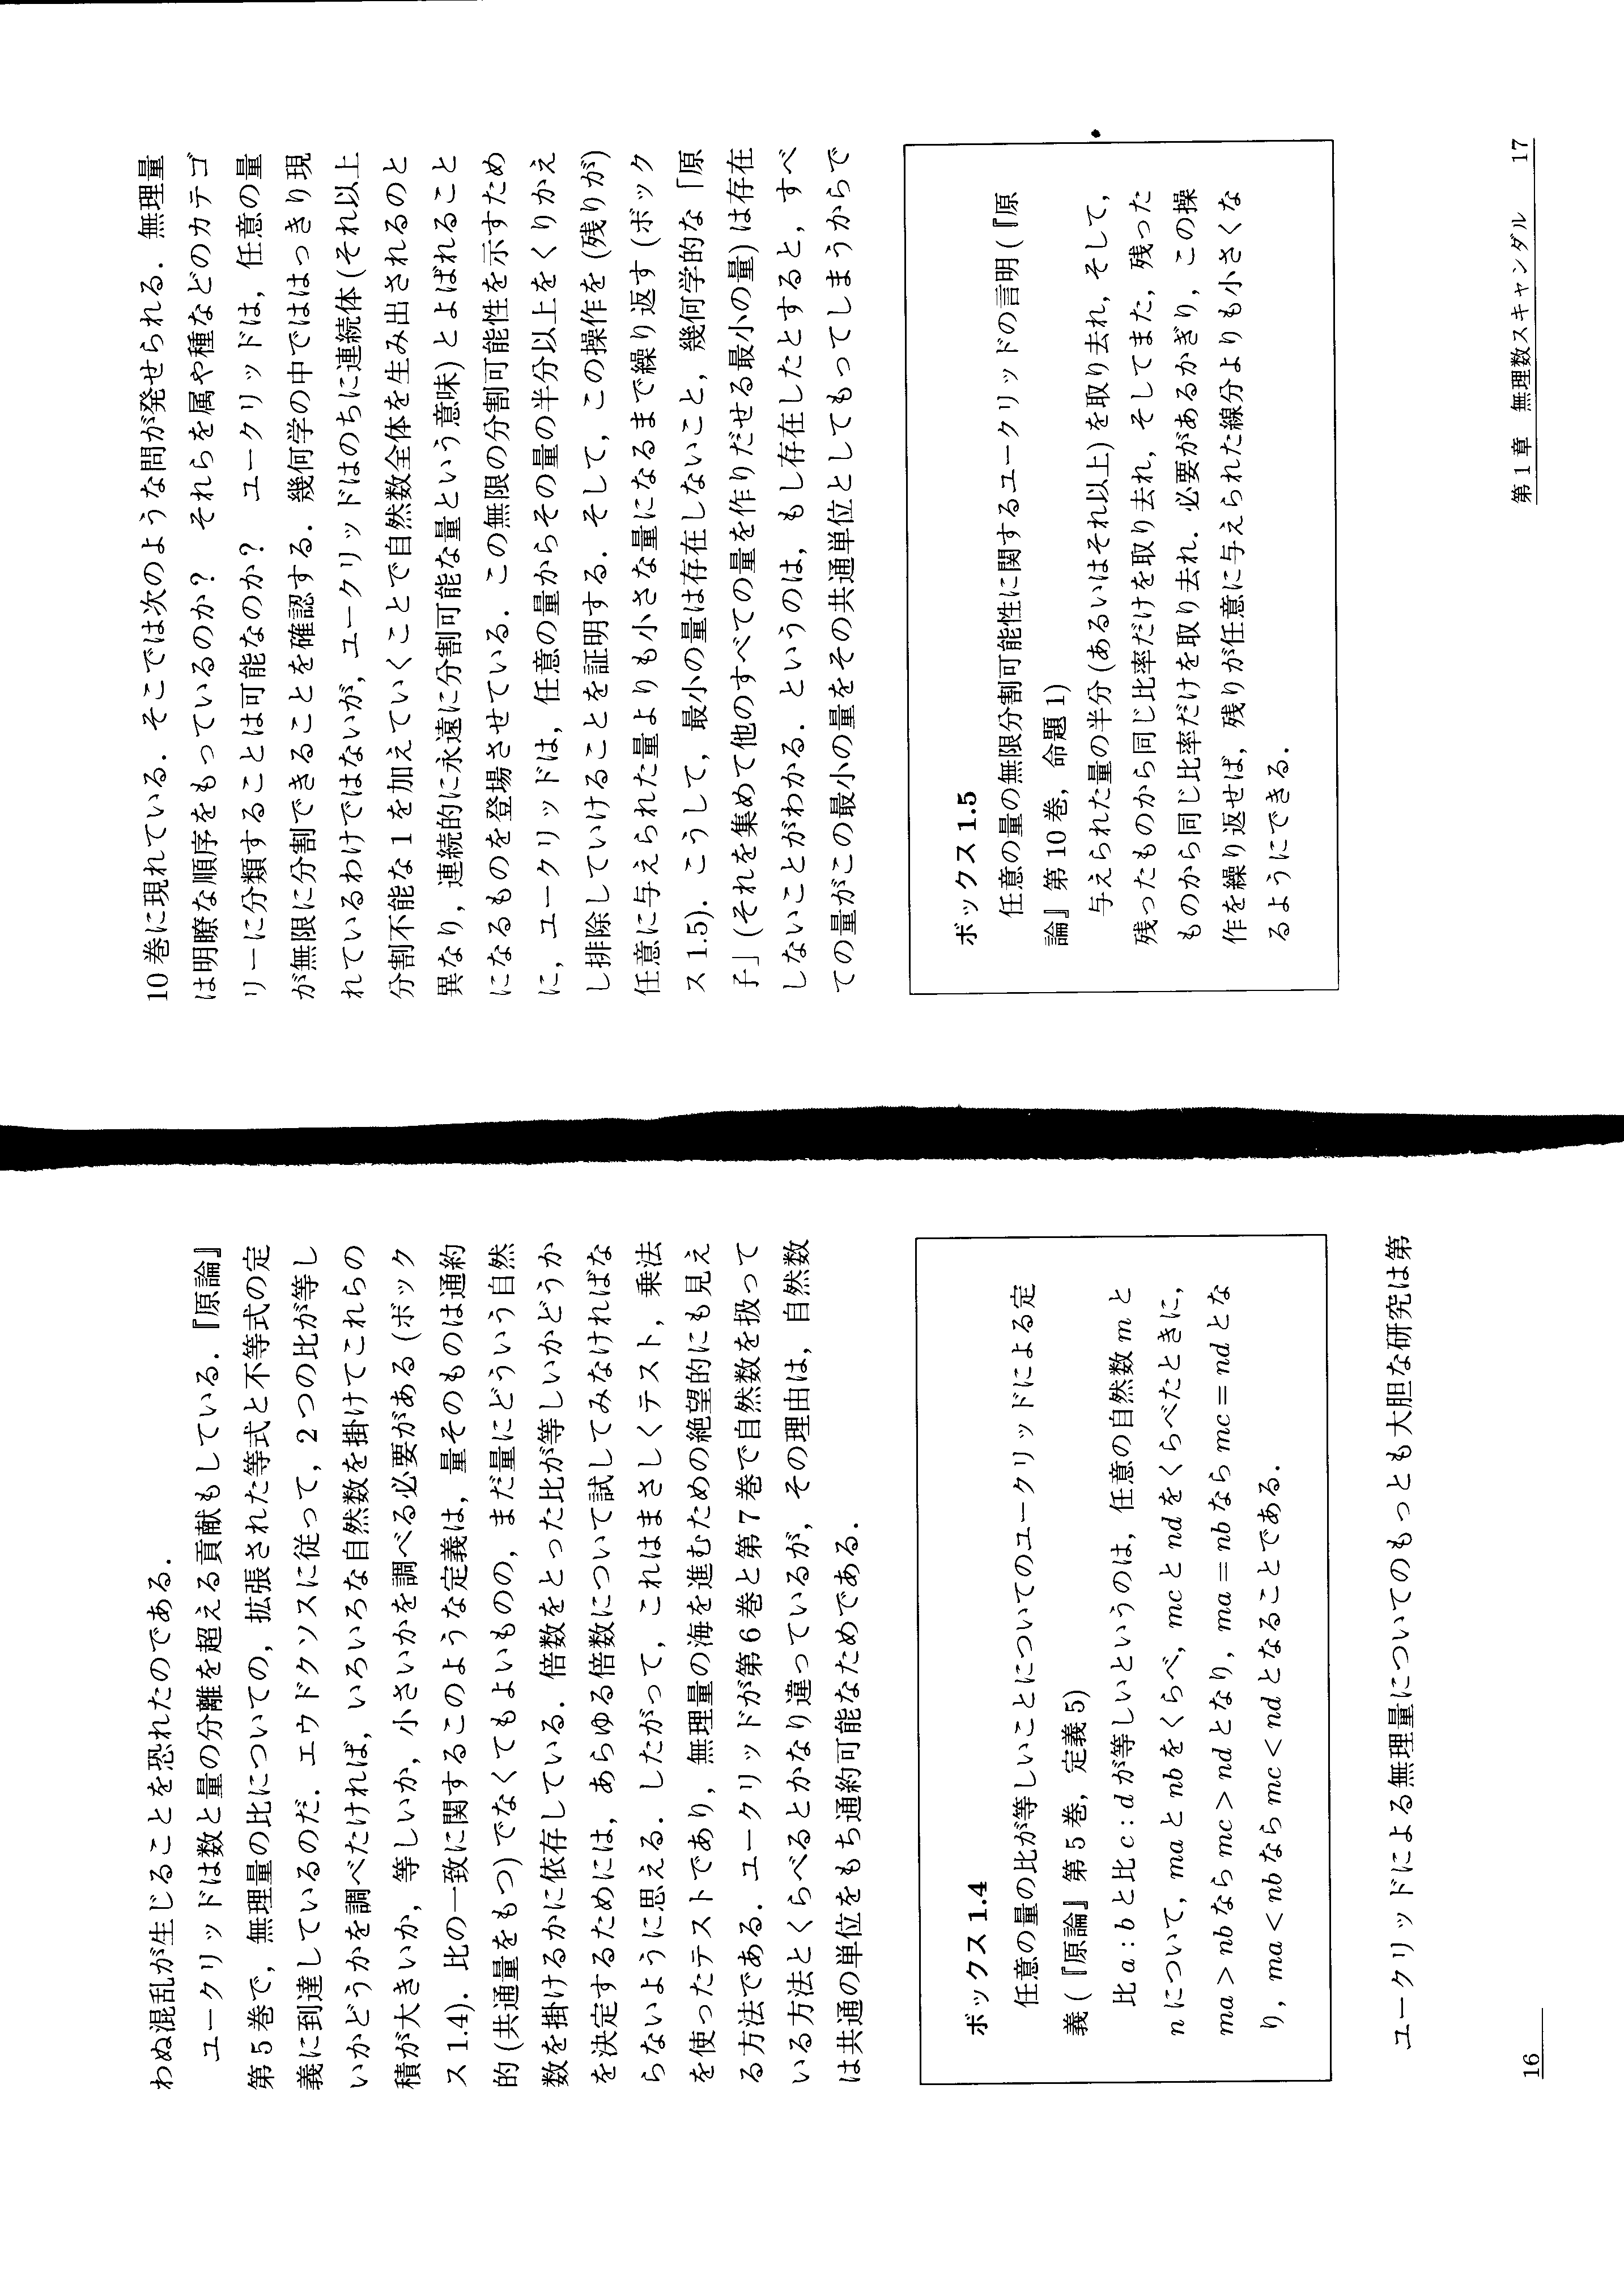 わぬ混乱が生じることを恐れたのである．
ユークリッドは数と量の分離を超える貢献もしている．『原論』
第5巻で，無理量の比についての，拡張された等式と不等式の定
義に到達しているのだ．エウドクソスに従って，2つの比が等し
いかどうかを調べたければ，いろいろな自然数を掛けてこれらの
積が大きいか，等しいか，小さいかを調べる必要がある(ボック
ス1.4)．比の一致に関するこのような定義は，量そのものは通約
的(共通量をもつ)でなくてもよいものの，まだ量にどういう自然
数を掛けるかに依存している．倍数をとった比が等しいかどうか
を決定するためには，あらゆる倍数について試してみなければな
らないように思える．したがって，これはまさしくテスト，乗法
を使ったテストであり，無理量の海を進むための絶望的にも見え
る方法である．ユークリッドが第6巻と第7巻で自然数を扱って
いる方法とくらべるとかなり違っているが，その理由は，自然数
は共通の単位をもち通約可能なためである．
ボックス1.4
任意の量の比が等しいことについてのユークリッドによる定
義(『原論』第5巻，定義5)
比a:bと比c:dが等しいというのは，任意の自然数mと
nについて，maとnbをくらべ，mcとndをくらべたときに，
ma＞nbならmc＞ndとなり，ma＝nbならmc＝ndとな
り，ma＜nbならmc＜ndとなることである．
ユークリッドによる無理量についてのもっとも大胆な研究は第
16
10巻に現れている．そこでは次のような問が発せられる．無理量
は明瞭な順序をもっているのか？ それらを属や種などのカテゴ
リーに分類することは可能なのか？ ユークリッドは，任意の量
が無限に分割できることを確認する．幾何学の中でははっきり現
れているわけではないが，ユークリッドはのちに連続体(それ以上
分割不能な1を加えていくことで自然数全体を生み出されるのと
異なり，連続的に永遠に分割可能な量という意味)とよばれること
になるものを登場させている．この無限の分割可能性を示すため
に，ユークリッドは，任意の量からその量の半分以上をくりかえ
し排除していけることを証明する．そして，この操作を(残りが)
任意に与えられた量よりも小さな量になるまで繰り返す(ボック
ス1.5)．こうして，最小の量は存在しないこと，幾何学的な「原
子」(それを集めて他のすべての量を作りだせる最小の量)は存在
しないことがわかる．というのは，もし存在したとすると，すべ
ての量がこの最小の量をその共通単位としてもってしまうからで
ボックス1.5
任意の量の無限分割可能性に関するユークリッドの言明(『原
論』第10巻，命題1)
与えられた量の半分(あるいはそれ以上)を取り去れ，そして，
残ったものから同じ比率だけを取り去れ，そしてまた，残った
ものから同じ比率だけを取り去れ．必要があるかぎり，この操
作を繰り返せば，残りが任意に与えられた線分よりも小さくな
るようにできる．
第1章 無理数スキャンダル 17